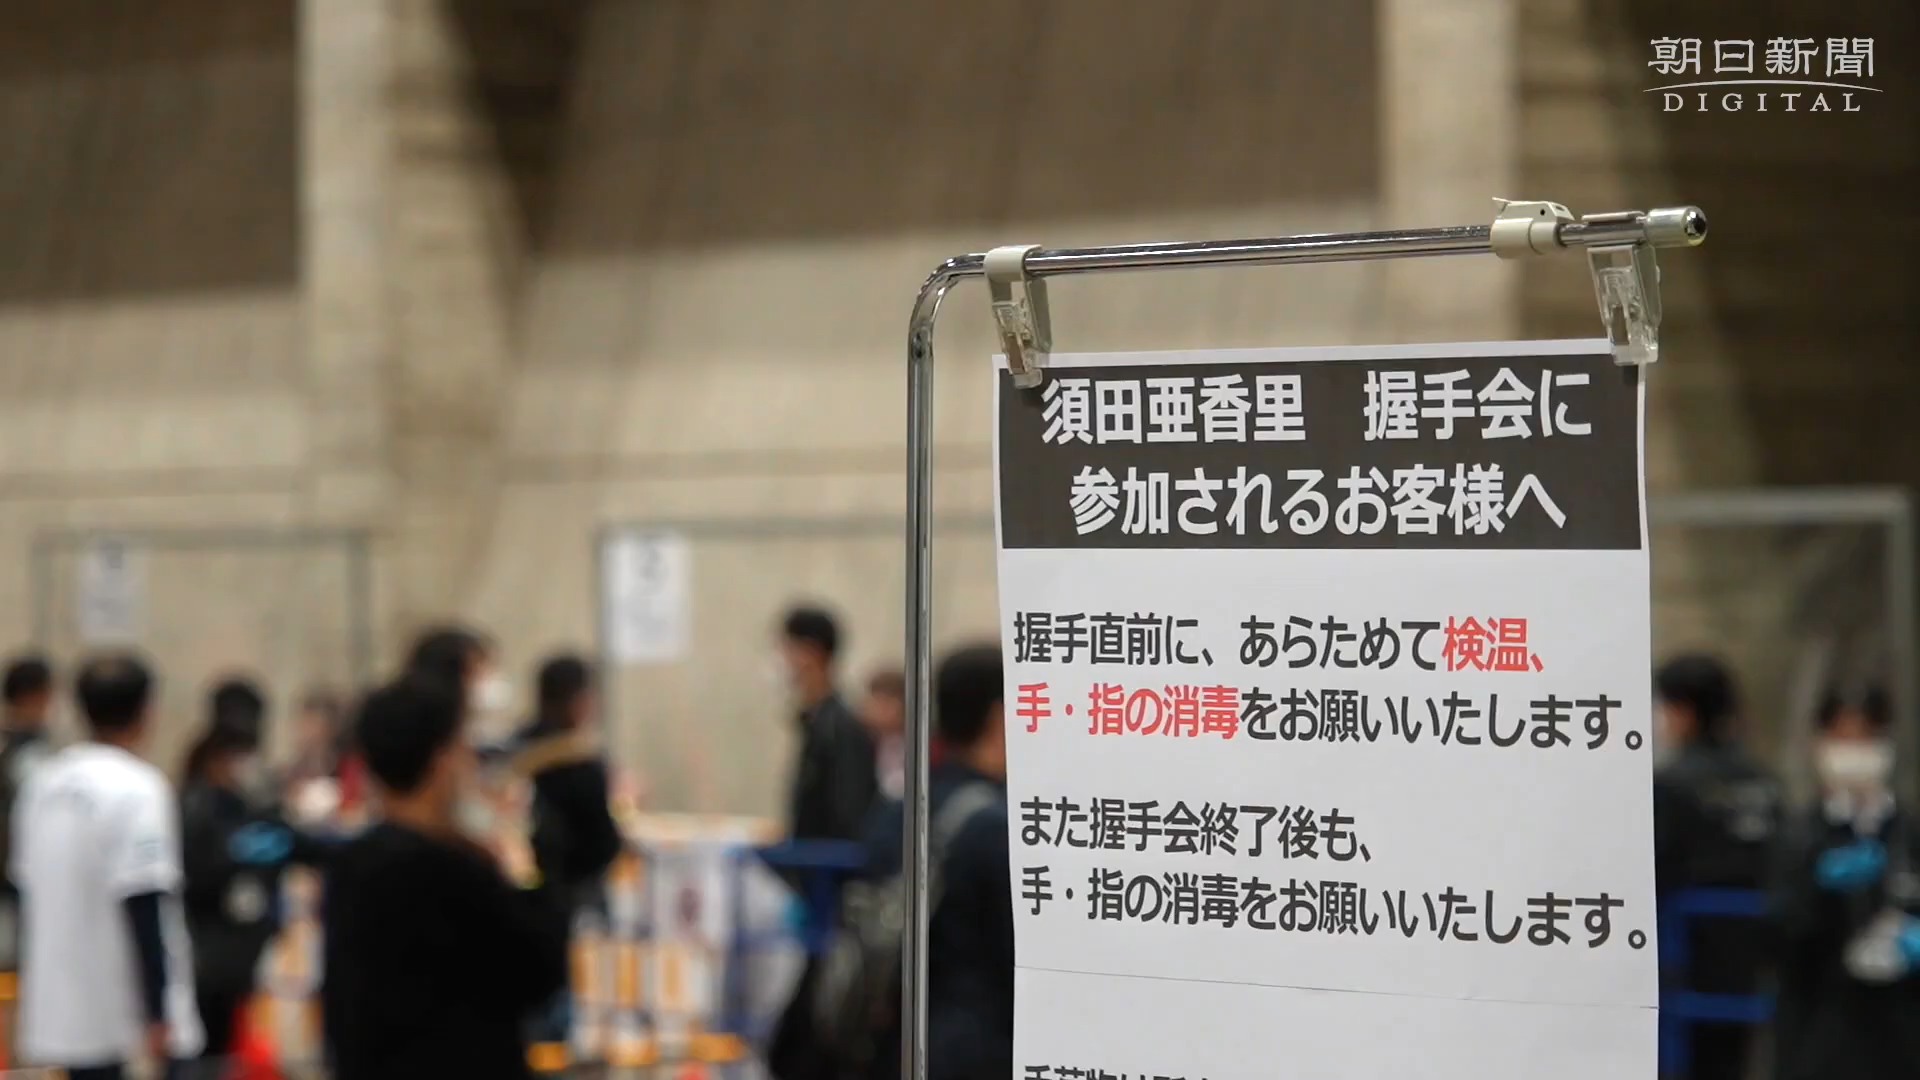 朝日新聞
DIGITAL
須田亜香里　握手会に
参加されるお客様へ
握手直前に、あらためて検温、
手・指の消毒をお願いいたします。
また握手会終了後も、
手・指の消毒をお願いいたします。